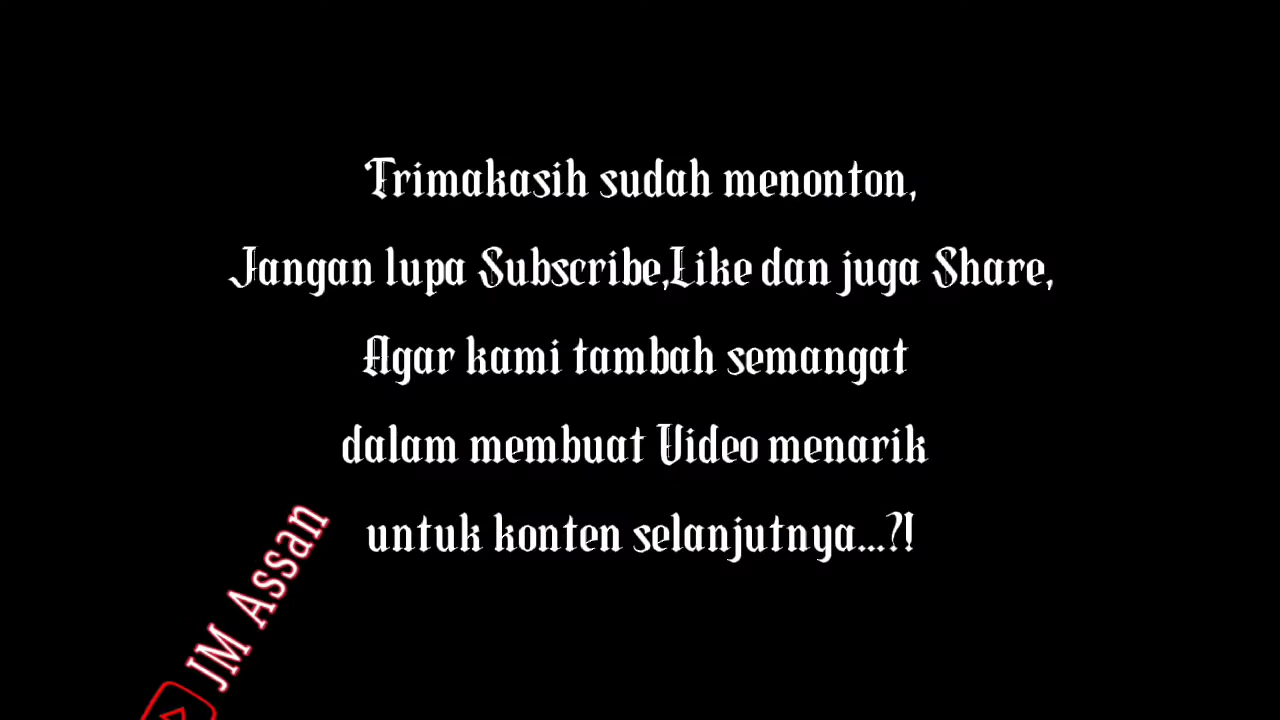 Trimakasih sudah menonton,
Jangan lupa Subscribe,Like dan juga Share,
Agar kami tambah semangat
dalam membuat Video menarik
untuk konten selanjutnya...?!
JM Assan